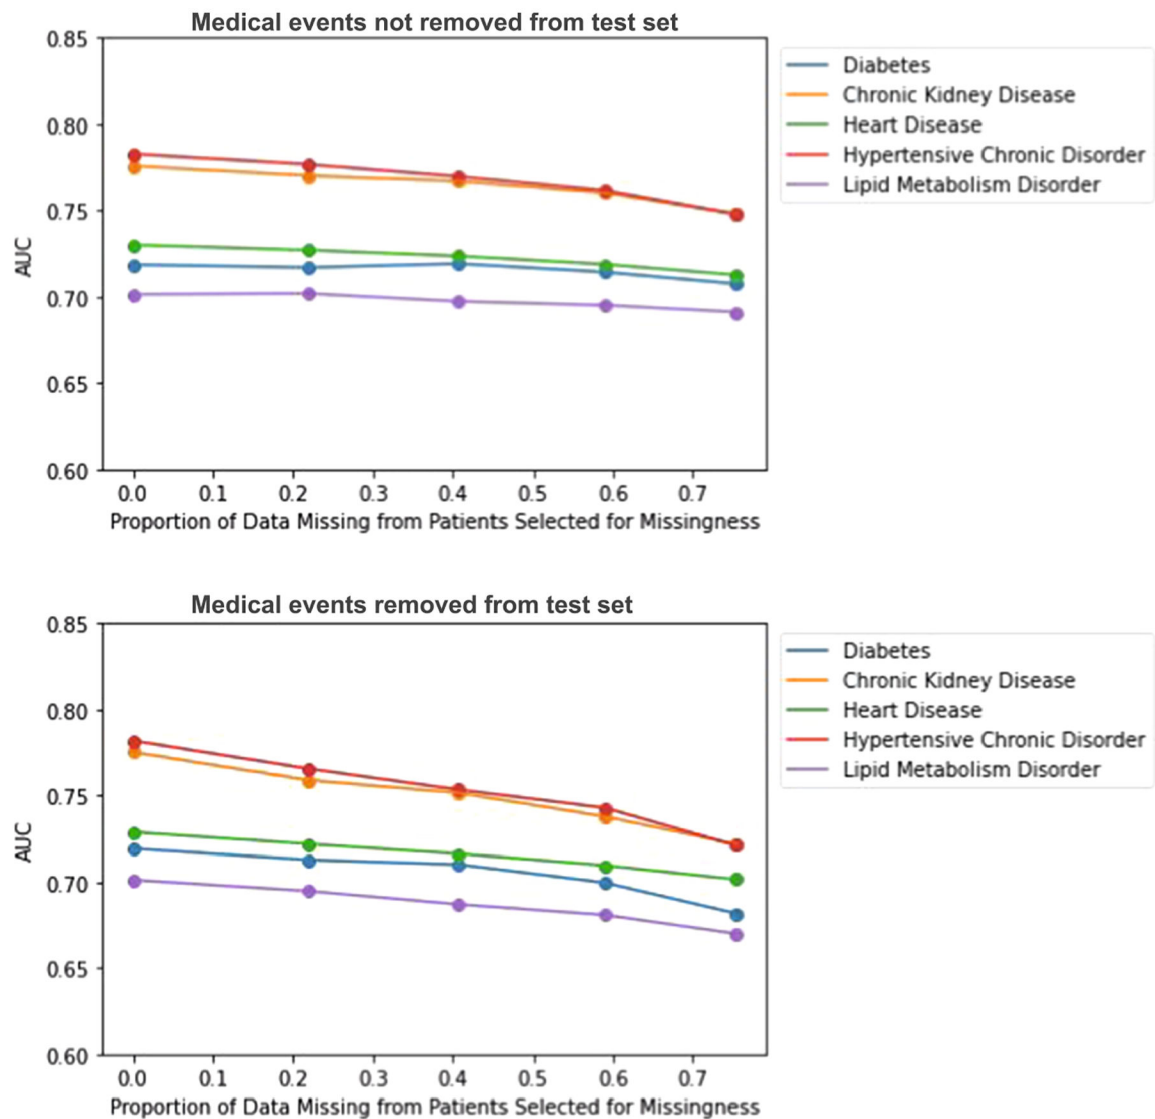 Medical events not removed from test set
0.85
0.80
0.75
0.70
0.65
0.60
AUC
0.0 0.1 0.2 0.3 0.4 0.5 0.6 0.7
Proportion of Data Missing from Patients Selected for Missingness
Diabetes
Chronic Kidney Disease
Heart Disease
Hypertensive Chronic Disorder
Lipid Metabolism Disorder
Medical events removed from test set
0.85
0.80
0.75
0.70
0.65
0.60
AUC
0.0 0.1 0.2 0.3 0.4 0.5 0.6 0.7
Proportion of Data Missing from Patients Selected for Missingness
Diabetes
Chronic Kidney Disease
Heart Disease
Hypertensive Chronic Disorder
Lipid Metabolism Disorder